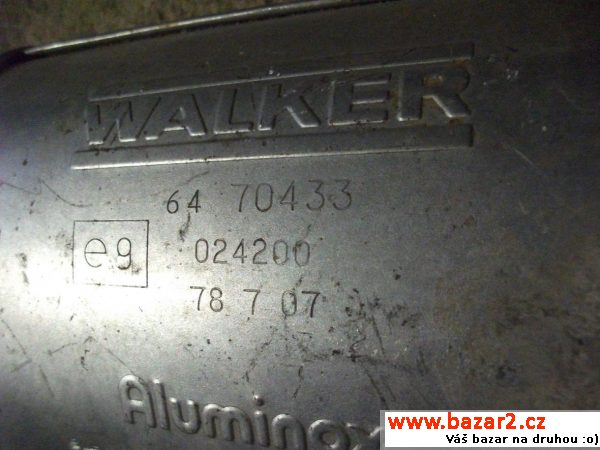 WALKER
64 70433
e9 024200
78 7 07
Aluminox
www.bazar2.cz
Váš bazar na druhou :o)